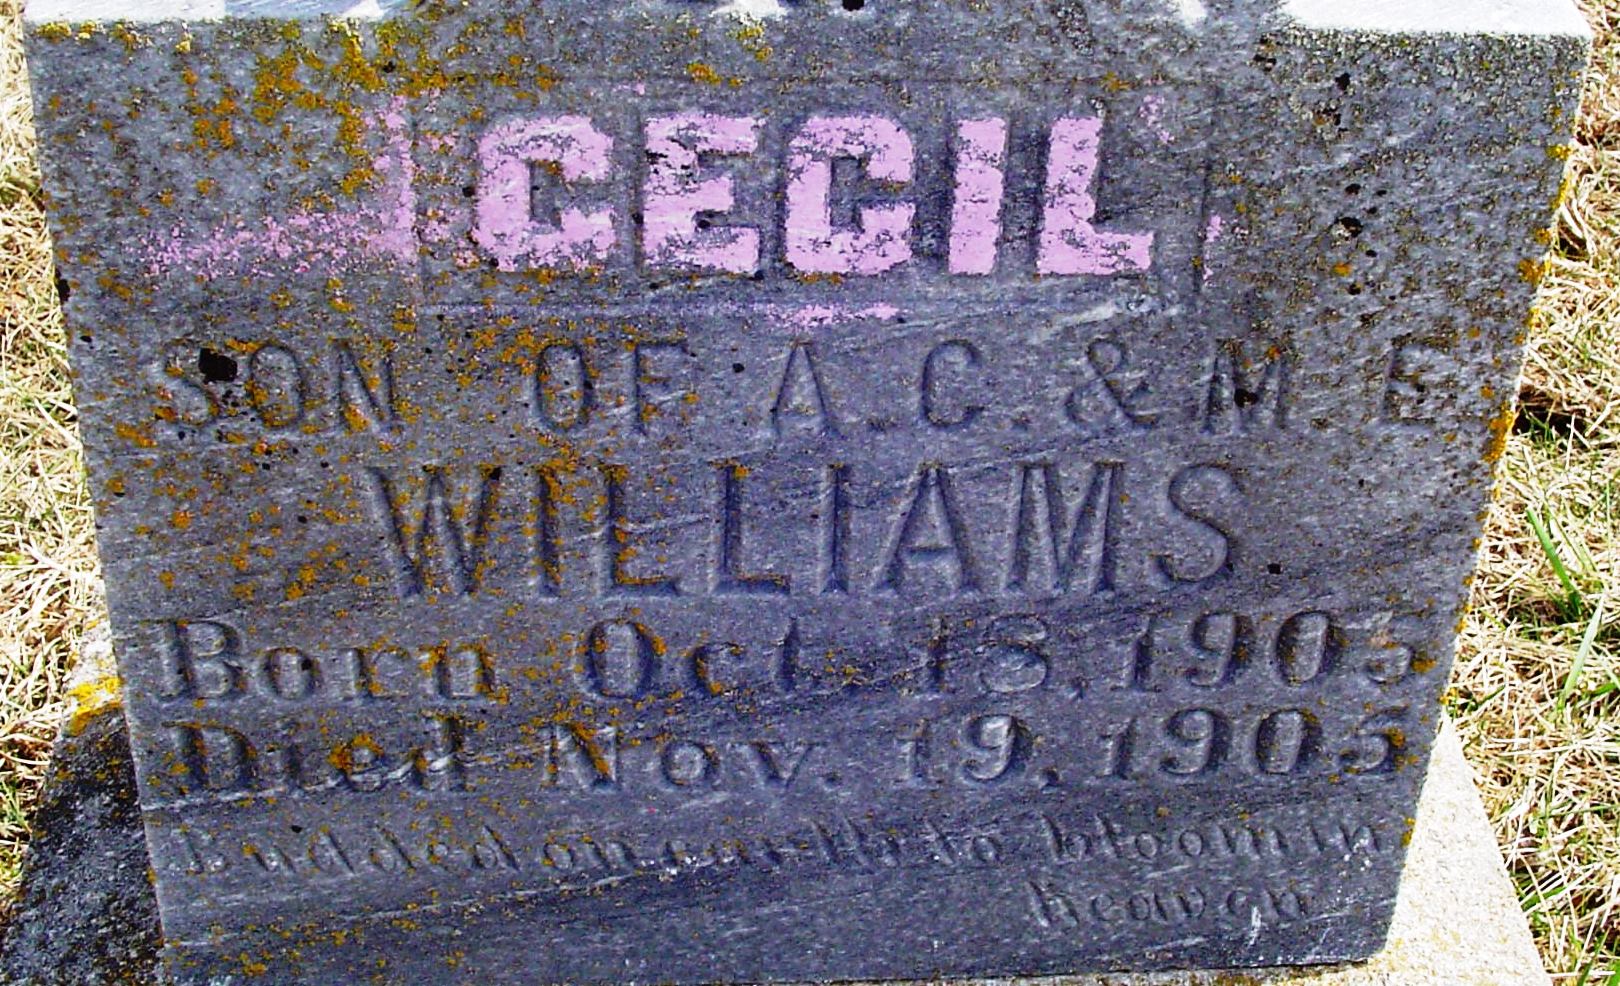 CECIL
SON OF A. C. & M. E
WILLIAMS
Born Oct. 18, 1905
Died Nov. 19, 1905
Budded on earth to bloom in
heaven